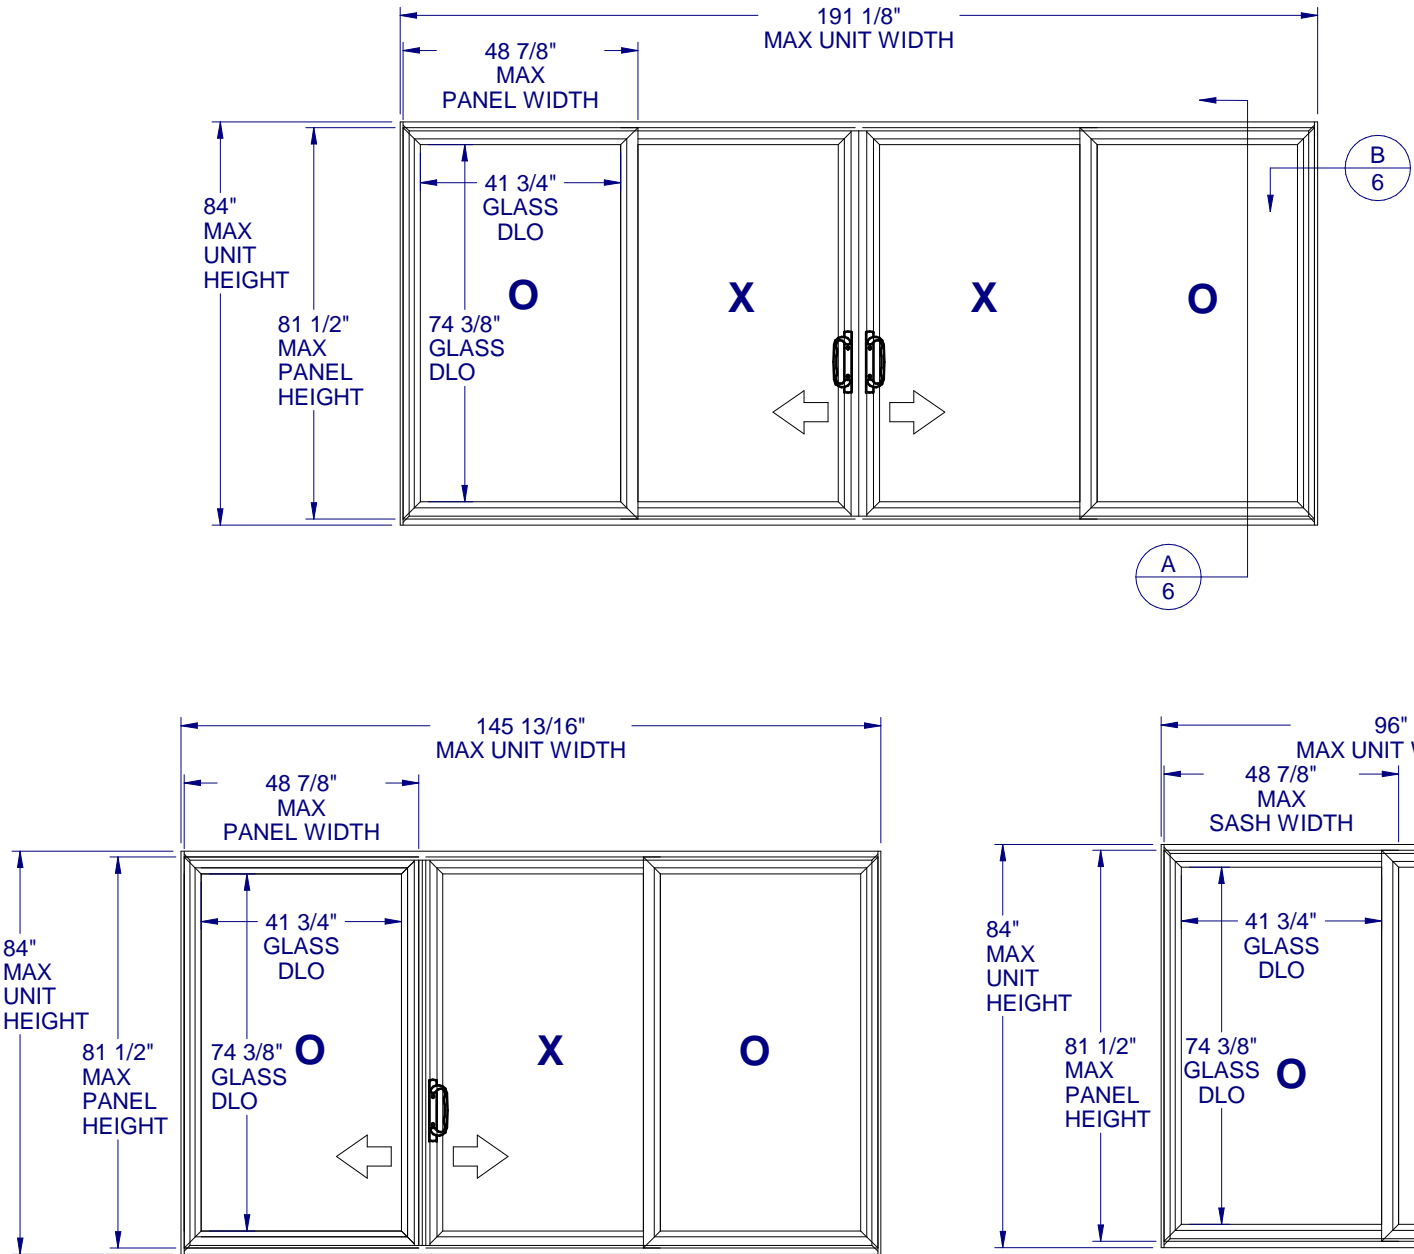 191 1/8"
MAX UNIT WIDTH
48 7/8"
MAX
PANEL WIDTH
84"
MAX
UNIT
HEIGHT
81 1/2"
MAX
PANEL
HEIGHT
41 3/4"
GLASS
DLO
74 3/8"
GLASS
DLO
O
X
X
O
B
6
A
6
145 13/16"
MAX UNIT WIDTH
48 7/8"
MAX
PANEL WIDTH
84"
MAX
UNIT
HEIGHT
81 1/2"
MAX
PANEL
HEIGHT
41 3/4"
GLASS
DLO
74 3/8"
GLASS
DLO
O
X
O
96"
MAX UNIT
48 7/8"
MAX
SASH WIDTH
84"
MAX
UNIT
HEIGHT
81 1/2"
MAX
PANEL
HEIGHT
41 3/4"
GLASS
DLO
74 3/8"
GLASS
DLO
O